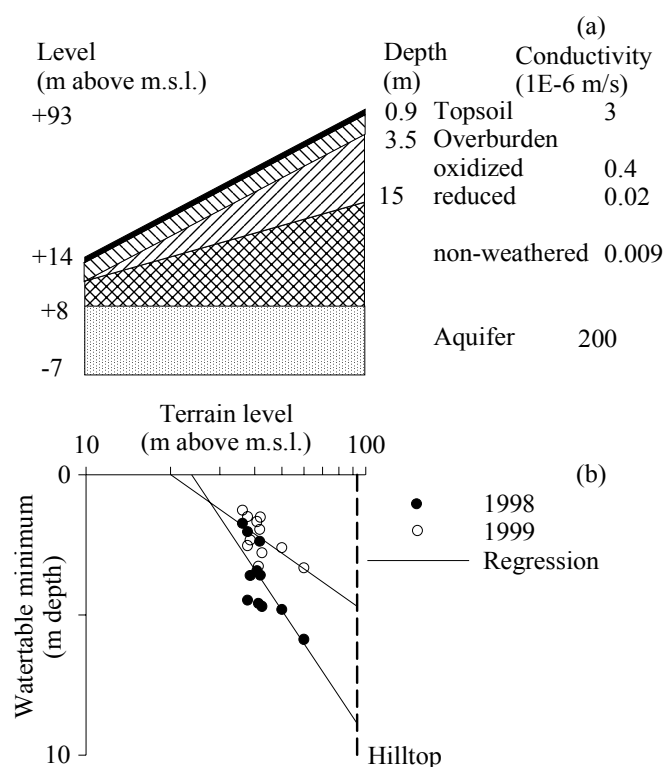 (a)
Level Depth Conductivity
(m above m.s.l.) (m) (1E-6 m/s)
+93 0.9 Topsoil 3
3.5 Overburden
oxidized 0.4
15 reduced 0.02
+14 non-weathered 0.009
+8
Aquifer 200
-7
Terrain level
10 (m above m.s.l.) 100
0 (b)
1998
1999
Regression
5
Watertable minimum
(m depth)
10 Hilltop